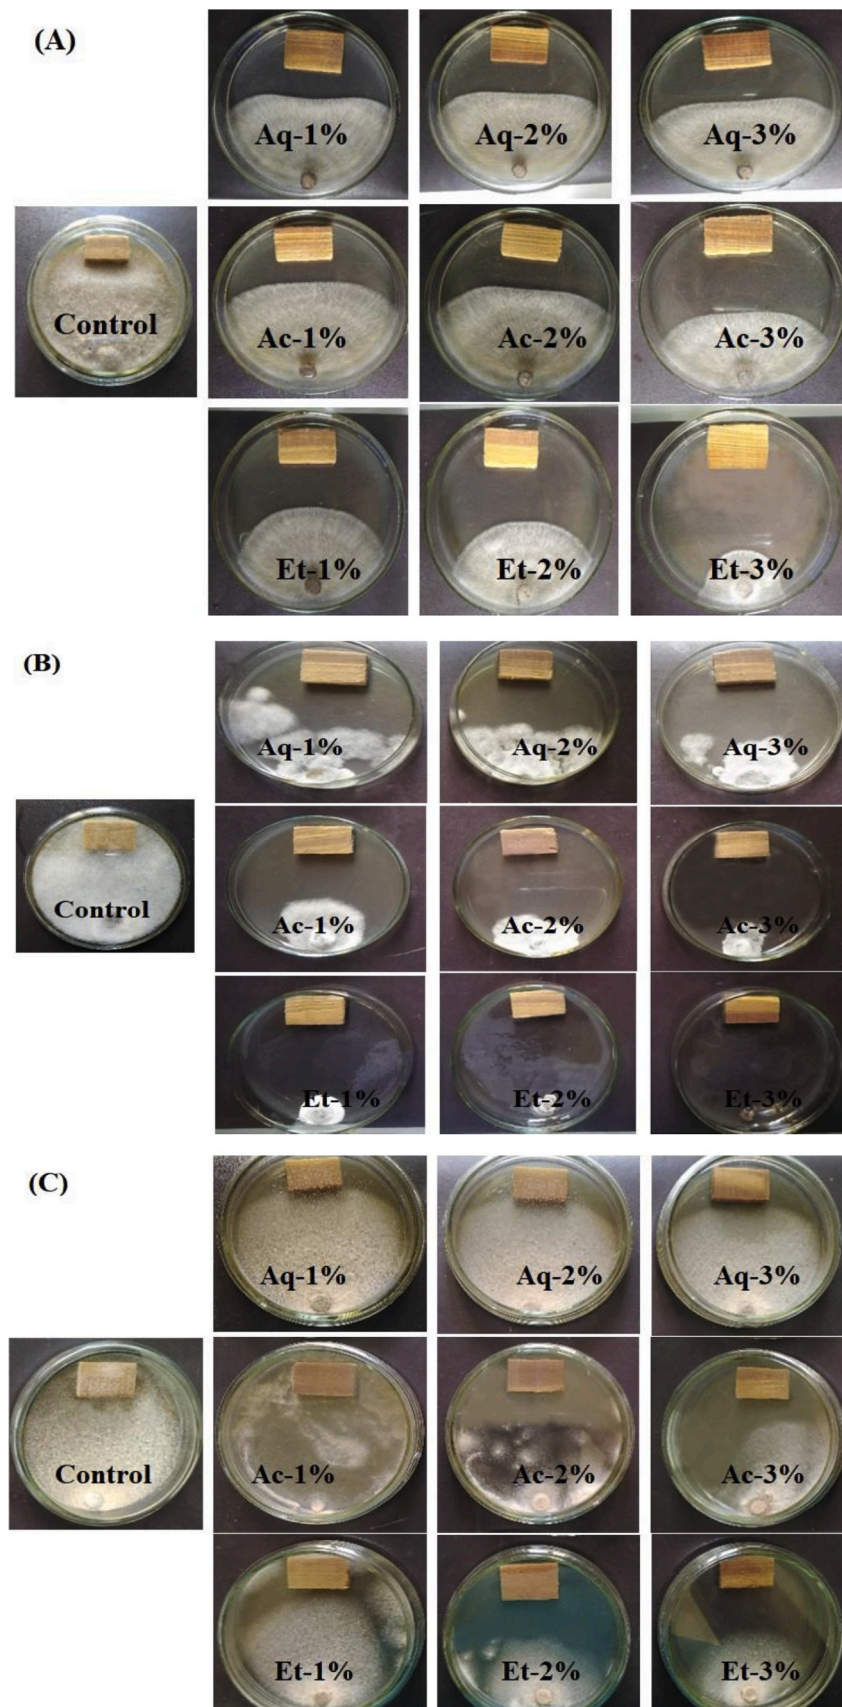 (A)
Aq-1% Aq-2% Aq-3%
Control
Ac-1% Ac-2% Ac-3%
Et-1% Et-2% Et-3%
(B)
Aq-1% Aq-2% Aq-3%
Control
Ac-1% Ac-2% Ac-3%
Et-1% Et-2% Et-3%
(C)
Aq-1% Aq-2% Aq-3%
Control
Ac-1% Ac-2% Ac-3%
Et-1% Et-2% Et-3%